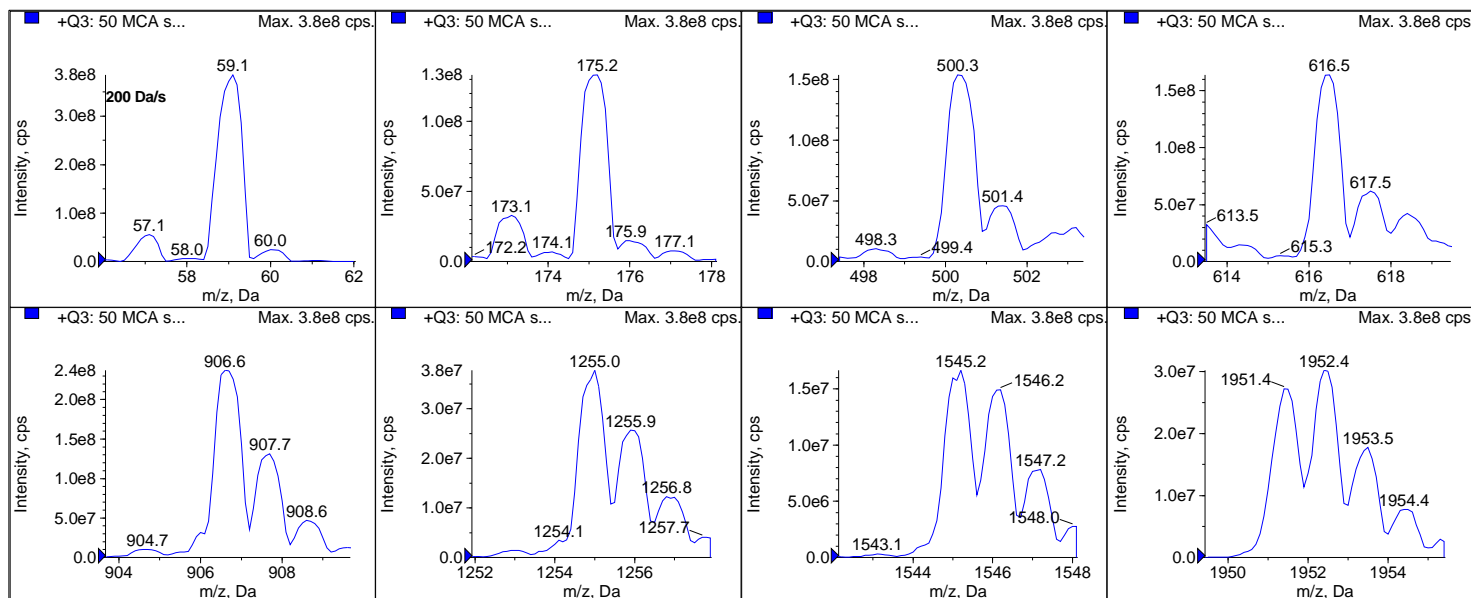 +Q3: 50 MCA s... Max. 3.8e8 cps.
3.8e8
3.0e8
2.0e8
1.0e8
0.0
Intensity, cps
200 Da/s
57.1
58.0
59.1
60.0
58 60 62
m/z, Da
+Q3: 50 MCA s... Max. 3.8e8 cps.
1.3e8
1.0e8
5.0e7
0.0
Intensity, cps
172.2
173.1
174.1
175.2
175.9
177.1
174 176 178
m/z, Da
+Q3: 50 MCA s... Max. 3.8e8 cps.
1.5e8
1.0e8
5.0e7
0.0
Intensity, cps
498.3
499.4
500.3
501.4
498 500 502
m/z, Da
+Q3: 50 MCA s... Max. 3.8e8 cps.
1.5e8
1.0e8
5.0e7
0.0
Intensity, cps
613.5
615.3
616.5
617.5
614 616 618
m/z, Da
+Q3: 50 MCA s... Max. 3.8e8 cps.
2.4e8
2.0e8
1.5e8
1.0e8
5.0e7
0.0
Intensity, cps
904.7
906.6
907.7
908.6
904 906 908
m/z, Da
+Q3: 50 MCA s... Max. 3.8e8 cps.
3.8e7
3.0e7
2.0e7
1.0e7
0.0
Intensity, cps
1254.1
1255.0
1255.9
1256.8
1257.7
1252 1254 1256
m/z, Da
+Q3: 50 MCA s... Max. 3.8e8 cps.
1.5e7
1.0e7
5.0e6
0.0
Intensity, cps
1543.1
1545.2
1546.2
1547.2
1548.0
1544 1546 1548
m/z, Da
+Q3: 50 MCA s... Max. 3.8e8 cps.
3.0e7
2.0e7
1.0e7
0.0
Intensity, cps
1951.4
1952.4
1953.5
1954.4
1950 1952 1954
m/z, Da